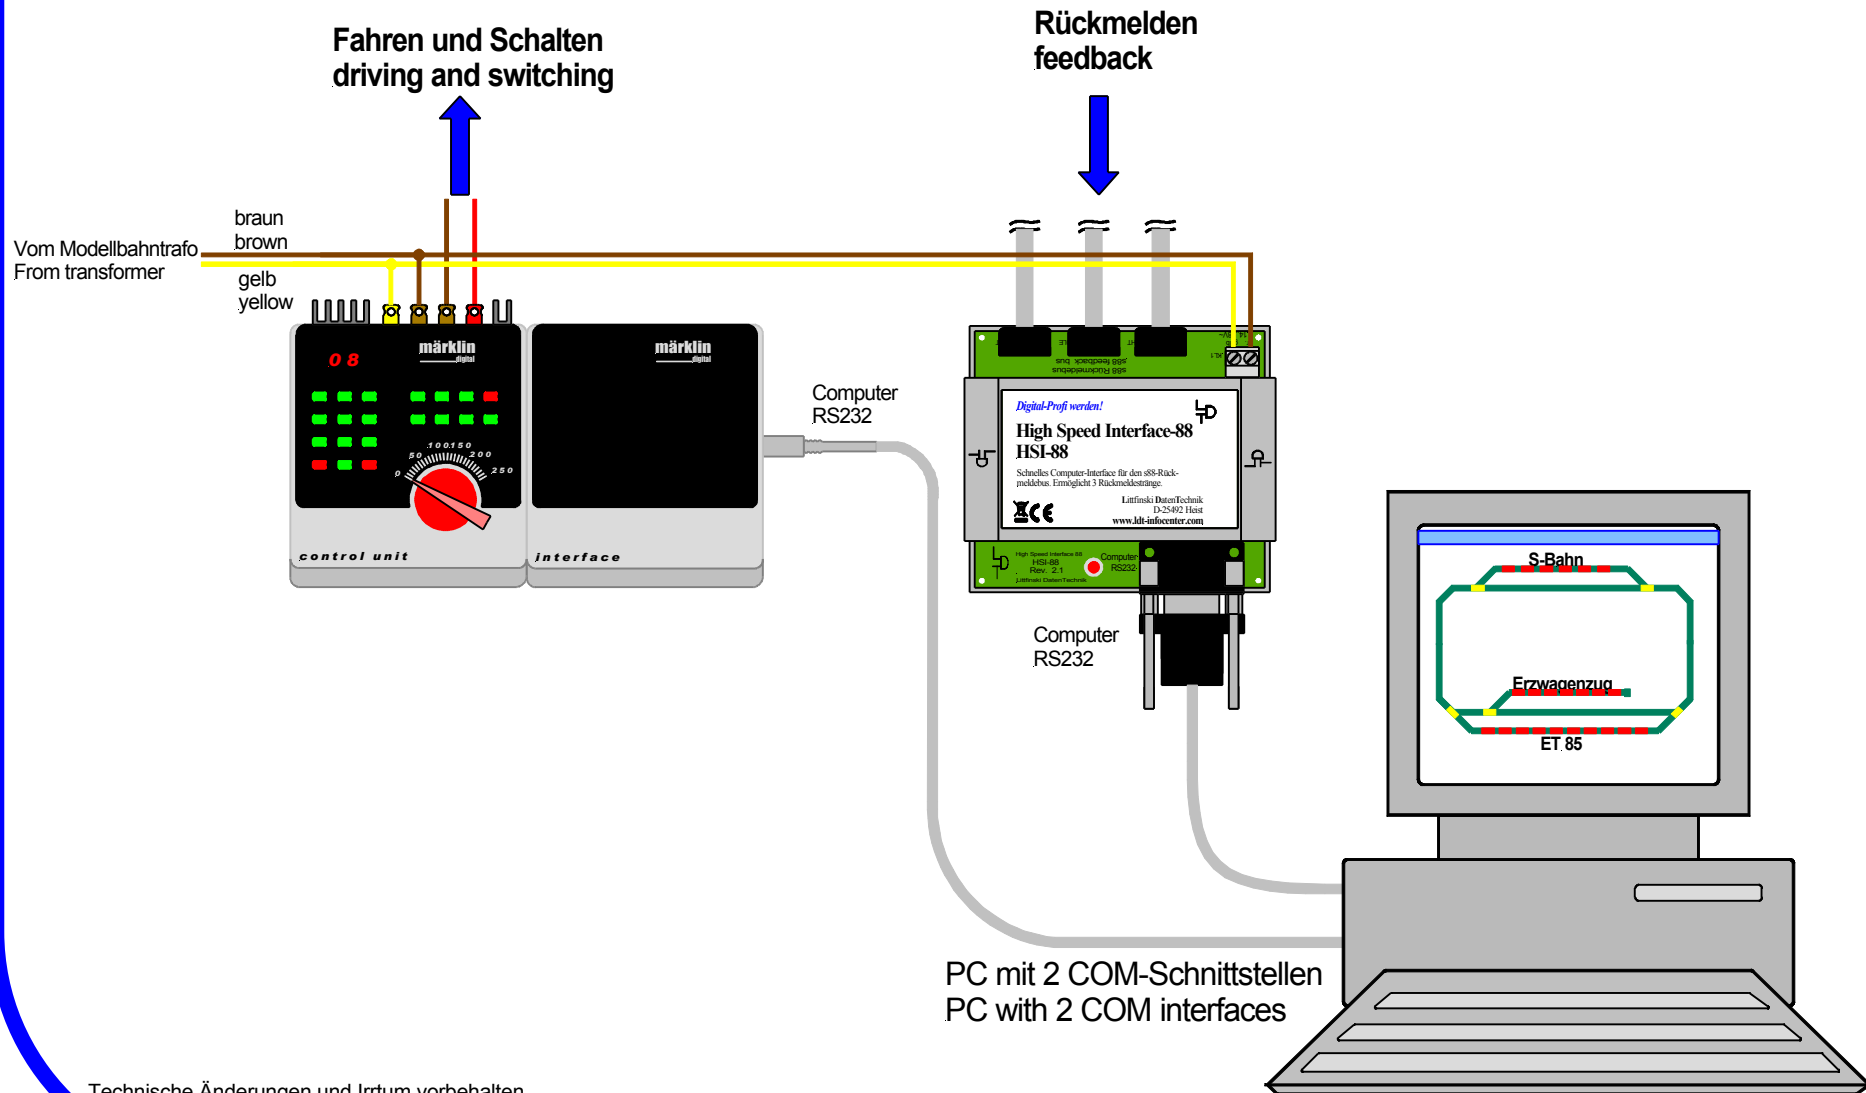 Fahren und Schalten
driving and switching
Rückmelden
feedback
braun
brown
Vom Modellbahntrafo
From transformer
gelb
yellow
märklin
digital
08
0 50 100 150 200 250
control unit
märklin
digital
interface
Computer
RS232
s88 feedback bus
s88 Rückmeldebus
KL1
Digital-Profi werden!
High Speed Interface-88
HSI-88
Schnelles Computer-Interface für den s88-Rück-
meldebus. Ermöglicht 3 Rückmeldestränge.
Littfinski DatenTechnik
D-25492 Heist
www.ldt-infocenter.com
CE
High Speed Interface 88
HSI-88
Rev. 2.1
Littfinski DatenTechnik
Computer
RS232
Computer
RS232
S-Bahn
Erzwagenzug
ET 85
PC mit 2 COM-Schnittstellen
PC with 2 COM interfaces
Technische Änderungen und Irrtum vorbehalten